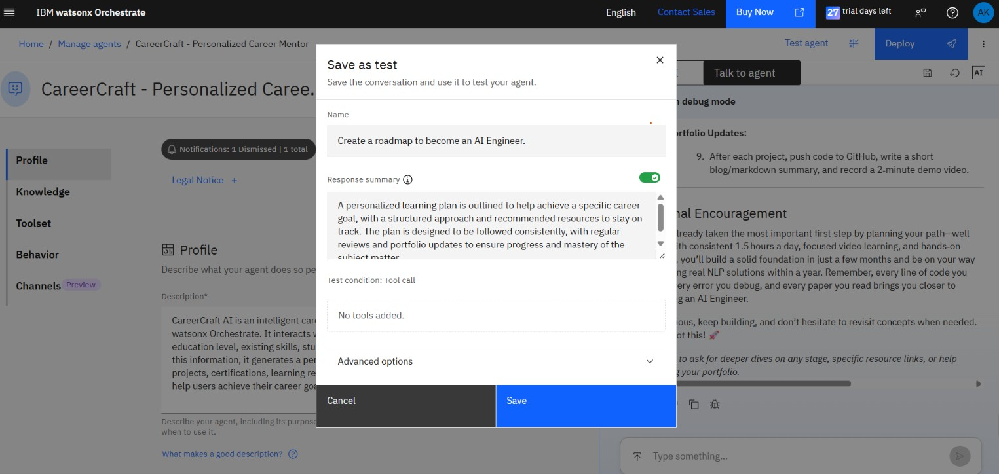 IBM watsonx Orchestrate
English
Contact Sales
Buy Now
27 trial days left
AK
Home / Manage agents / CareerCraft - Personalized Career Mentor
Test agent
Deploy
CareerCraft - Personalized Caree...
Talk to agent
AI
Profile
Knowledge
Toolset
Behavior
Channels Preview
Notifications: 1 Dismissed | 1 total
Legal Notice +
Profile
Describe what your agent does so pe
Description*
CareerCraft AI is an intelligent care
watsonx Orchestrate. It interacts w
education level, existing skills, stu
this information, it generates a per
projects, certifications, learning re
help users achieve their career goa
Describe your agent, including its purpose
when to use it.
What makes a good description?
Save as test
Save the conversation and use it to test your agent.
Name
Create a roadmap to become an AI Engineer.
Response summary
A personalized learning plan is outlined to help achieve a specific career
goal, with a structured approach and recommended resources to stay on
track. The plan is designed to be followed consistently, with regular
reviews and portfolio updates to ensure progress and mastery of the
subject matter
Test condition: Tool call
No tools added.
Advanced options
Cancel
Save
debug mode
rtfolio Updates:
9. After each project, push code to GitHub, write a short
blog/markdown summary, and record a 2-minute demo video.
nal Encouragement
lready taken the most important first step by planning your path—well
ith consistent 1.5 hours a day, focused video learning, and hands-on
, you’ll build a solid foundation in just a few months and be on your way
ng real NLP solutions within a year. Remember, every line of code you
very error you debug, and every paper you read brings you closer to
g an AI Engineer.
ious, keep building, and don’t hesitate to revisit concepts when needed.
ot this! 🚀
to ask for deeper dives on any stage, specific resource links, or help
g your portfolio.
Type something...